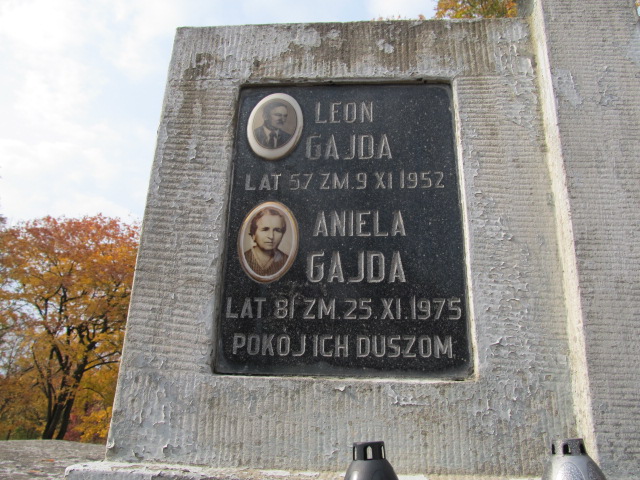 LEON
GAJDA
LAT 57 ZM. 9 XI 1952
ANIELA
GAJDA
LAT 81 ZM. 25. XI. 1975
POKÓJ ICH DUSZOM